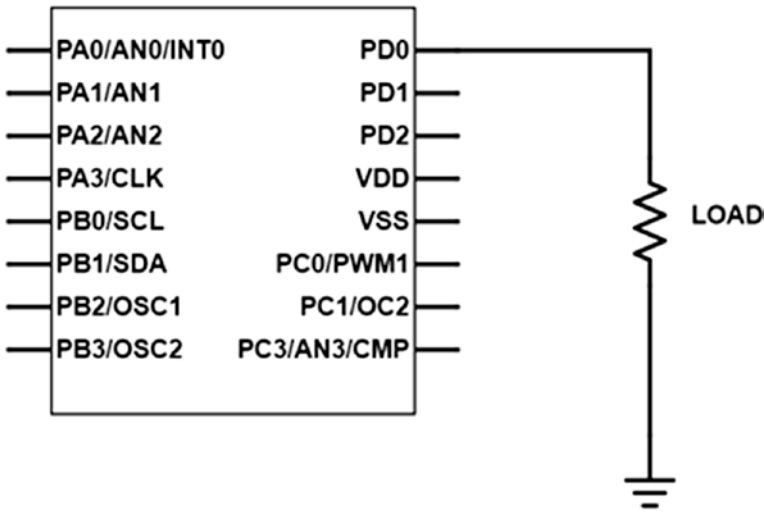 PA0/AN0/INT0 PD0
PA1/AN1 PD1
PA2/AN2 PD2
PA3/CLK VDD
PB0/SCL VSS
LOAD
PB1/SDA PC0/PWM1
PB2/OSC1 PC1/OC2
PB3/OSC2 PC3/AN3/CMP